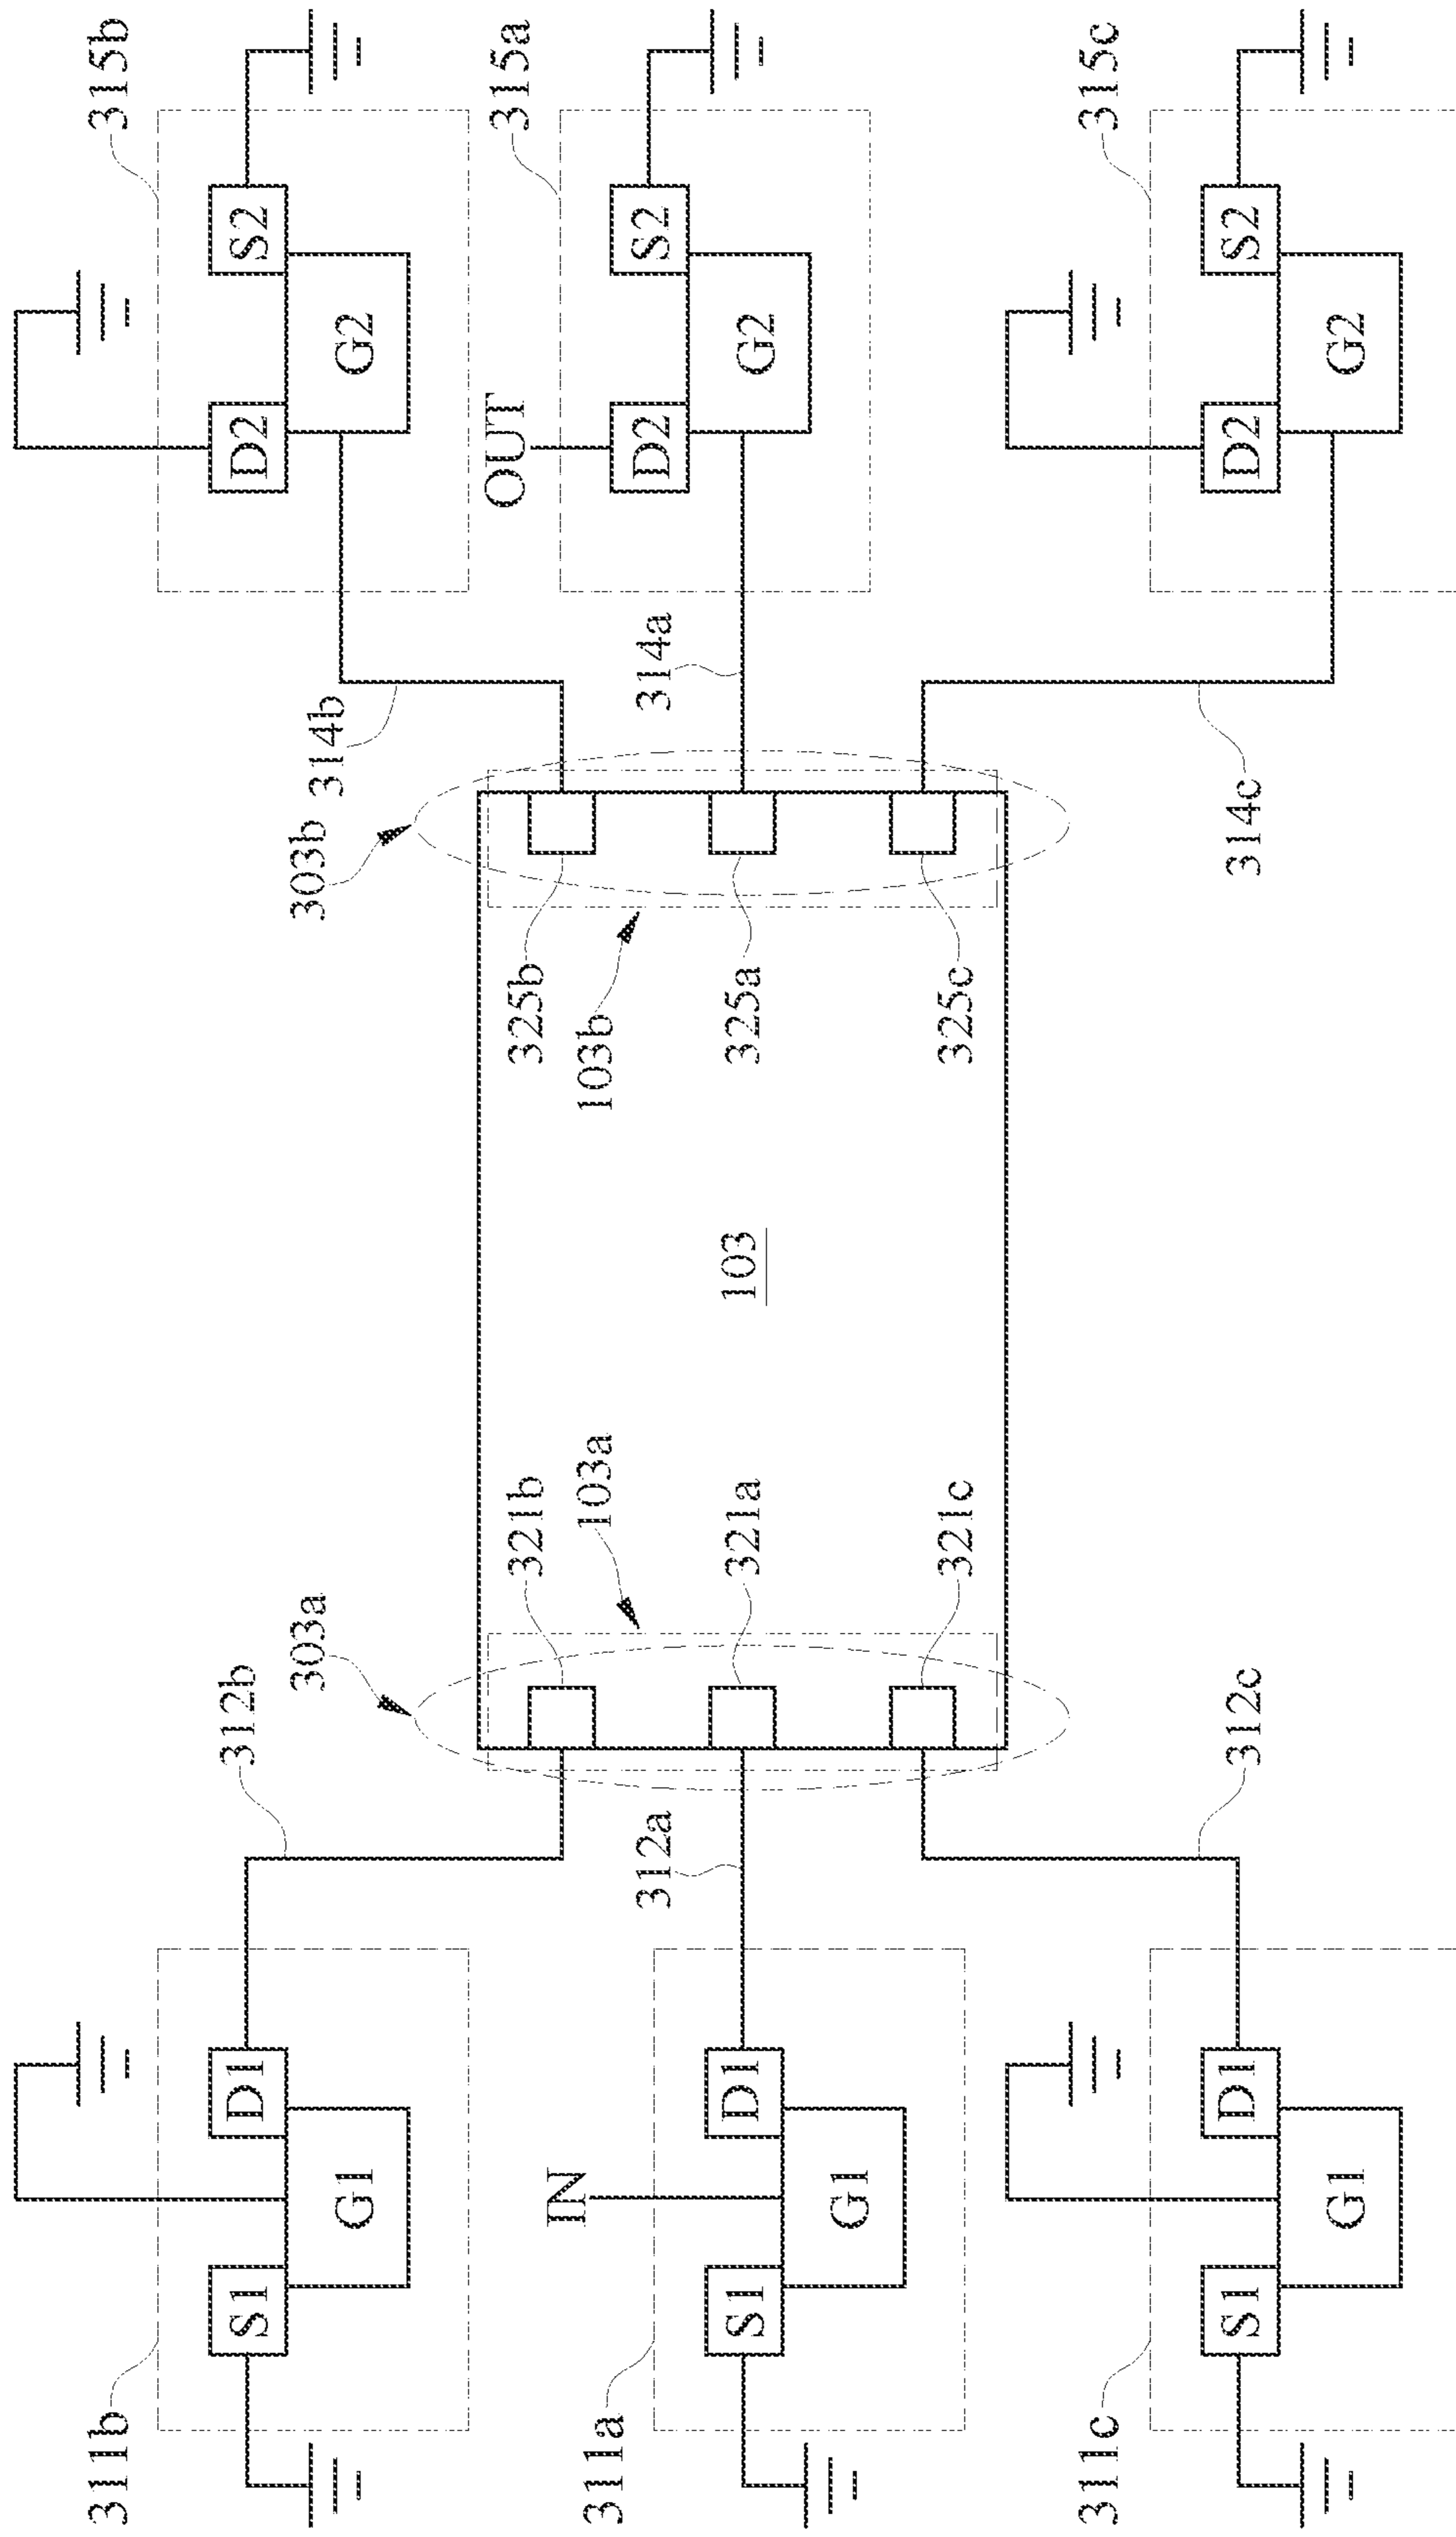 311b
315b
S1
D1
312b
D2
S2
303a
303b
314b
G1
G2
OUT
315a
321b
325b
IN
103a
103b
311a
312a
314a
D2
S2
S1
D1
321a
103
325a
G2
G1
321c
325c
311c
315c
S1
D1
312c
314c
D2
S2
G1
G2